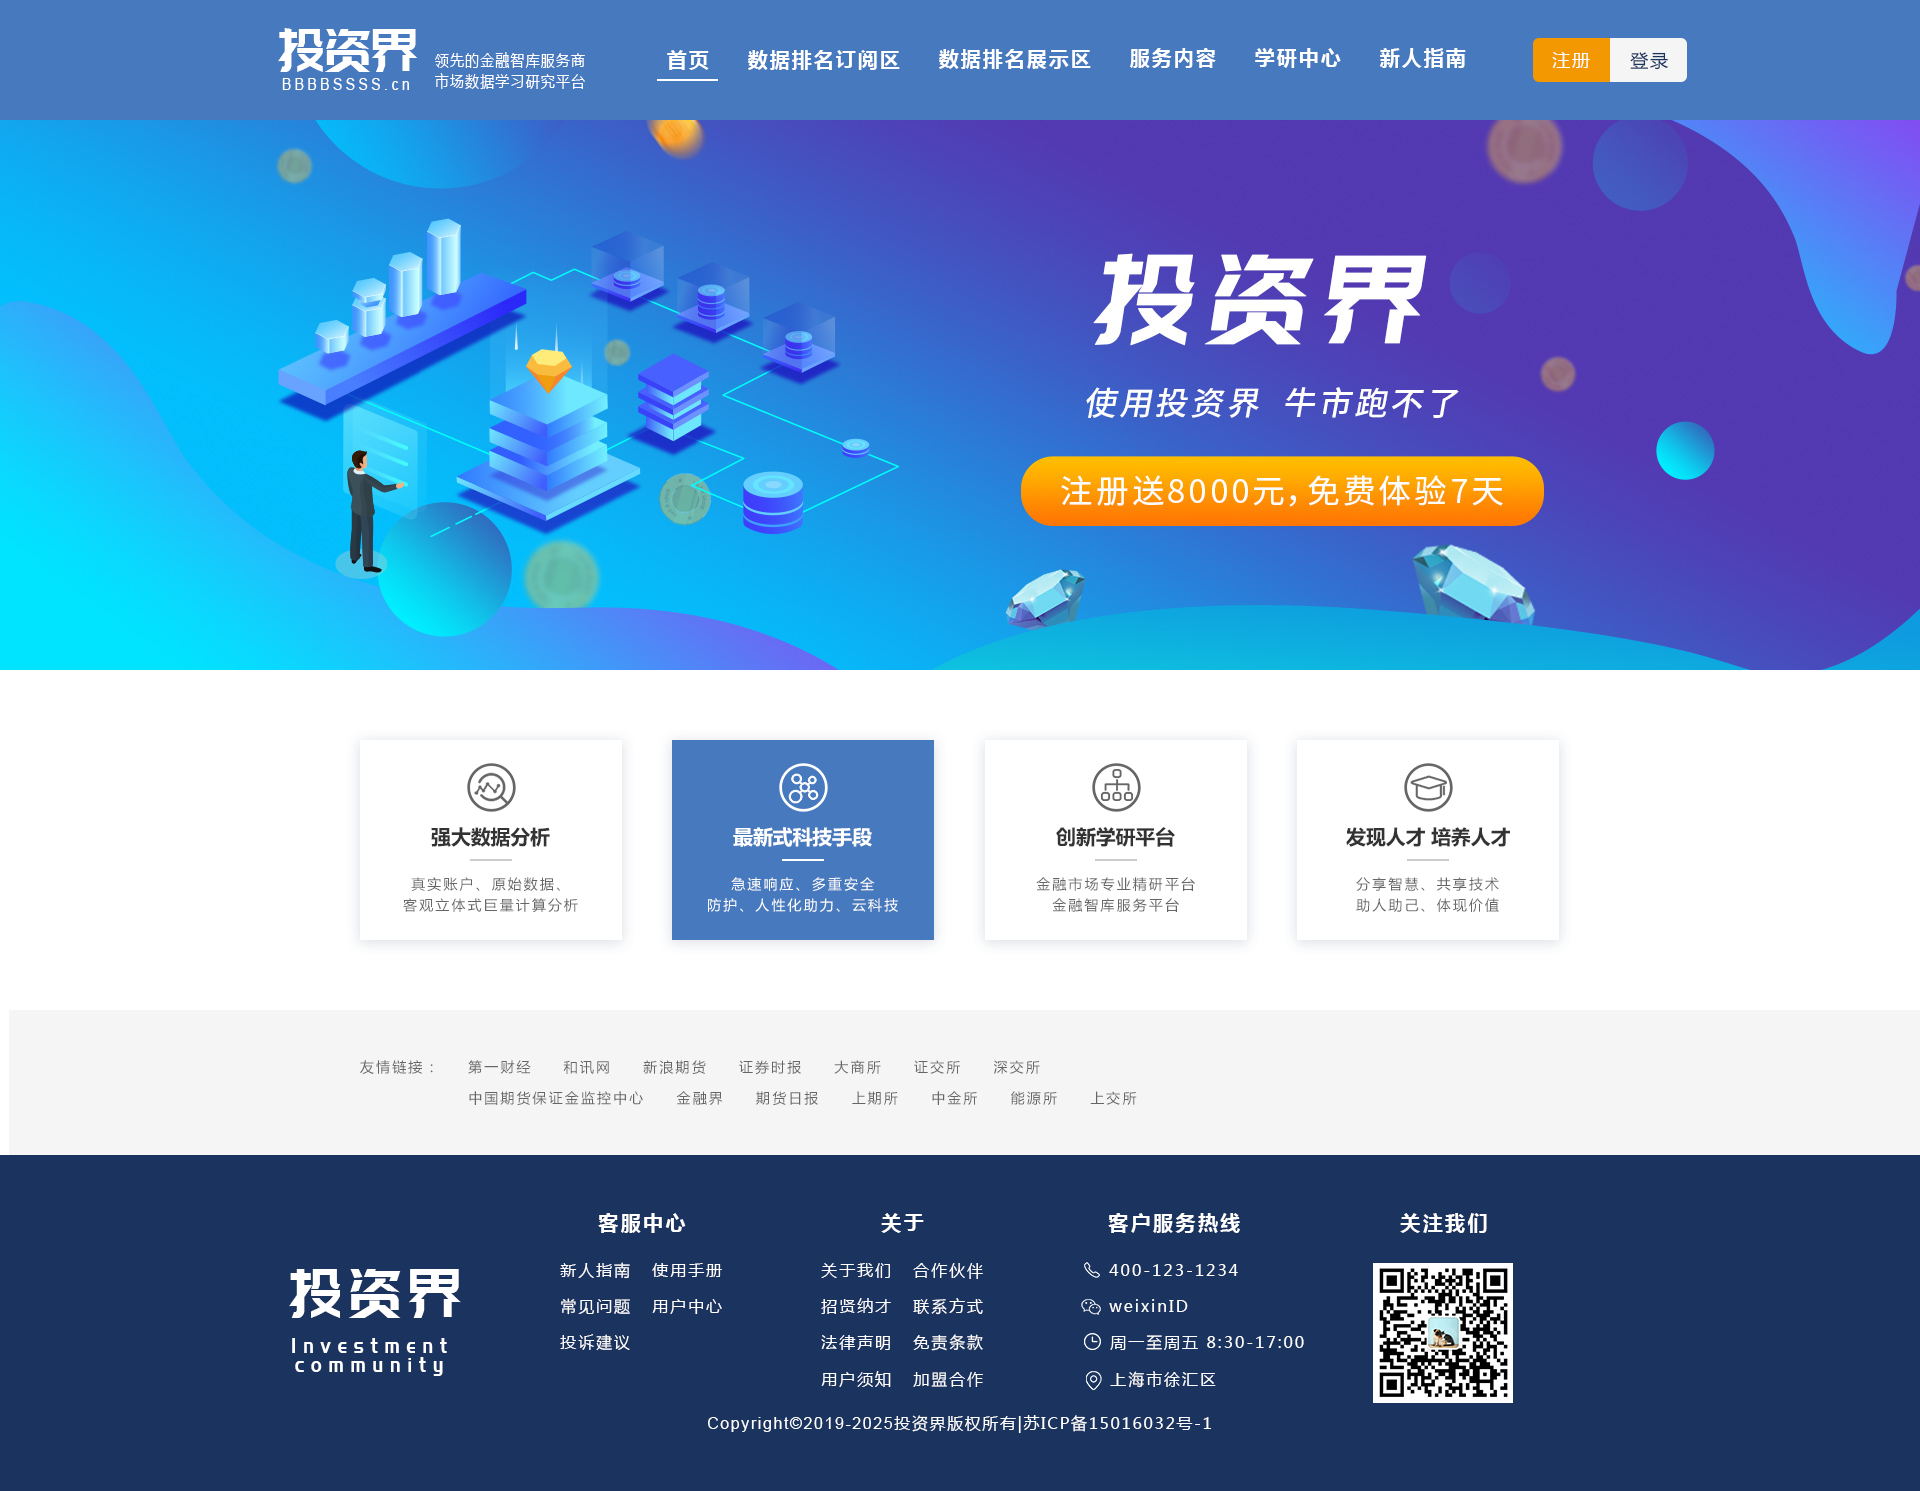 投资界
BBBBSSSS.cn
领先的金融智库服务商
市场数据学习研究平台
首页
数据排名订阅区
数据排名展示区
服务内容
学研中心
新人指南
注册
登录
投资界
使用投资界 牛市跑不了
注册送8000元，免费体验7天
强大数据分析
真实账户、原始数据、
客观立体式巨量计算分析
最新式科技手段
急速响应、多重安全
防护、人性化助力、云科技
创新学研平台
金融市场专业精研平台
金融智库服务平台
发现人才 培养人才
分享智慧、共享技术
助人助己、体现价值
友情链接： 第一财经 和讯网 新浪期货 证券时报 大商所 证交所 深交所
中国期货保证金监控中心 金融界 期货日报 上期所 中金所 能源所 上交所
投资界
Investment
community
客服中心
新人指南 使用手册
常见问题 用户中心
投诉建议
关于
关于我们 合作伙伴
招贤纳才 联系方式
法律声明 免责条款
用户须知 加盟合作
客户服务热线
400-123-1234
weixinID
周一至周五 8:30-17:00
上海市徐汇区
关注我们
Copyright©2019-2025投资界版权所有|苏ICP备15016032号-1